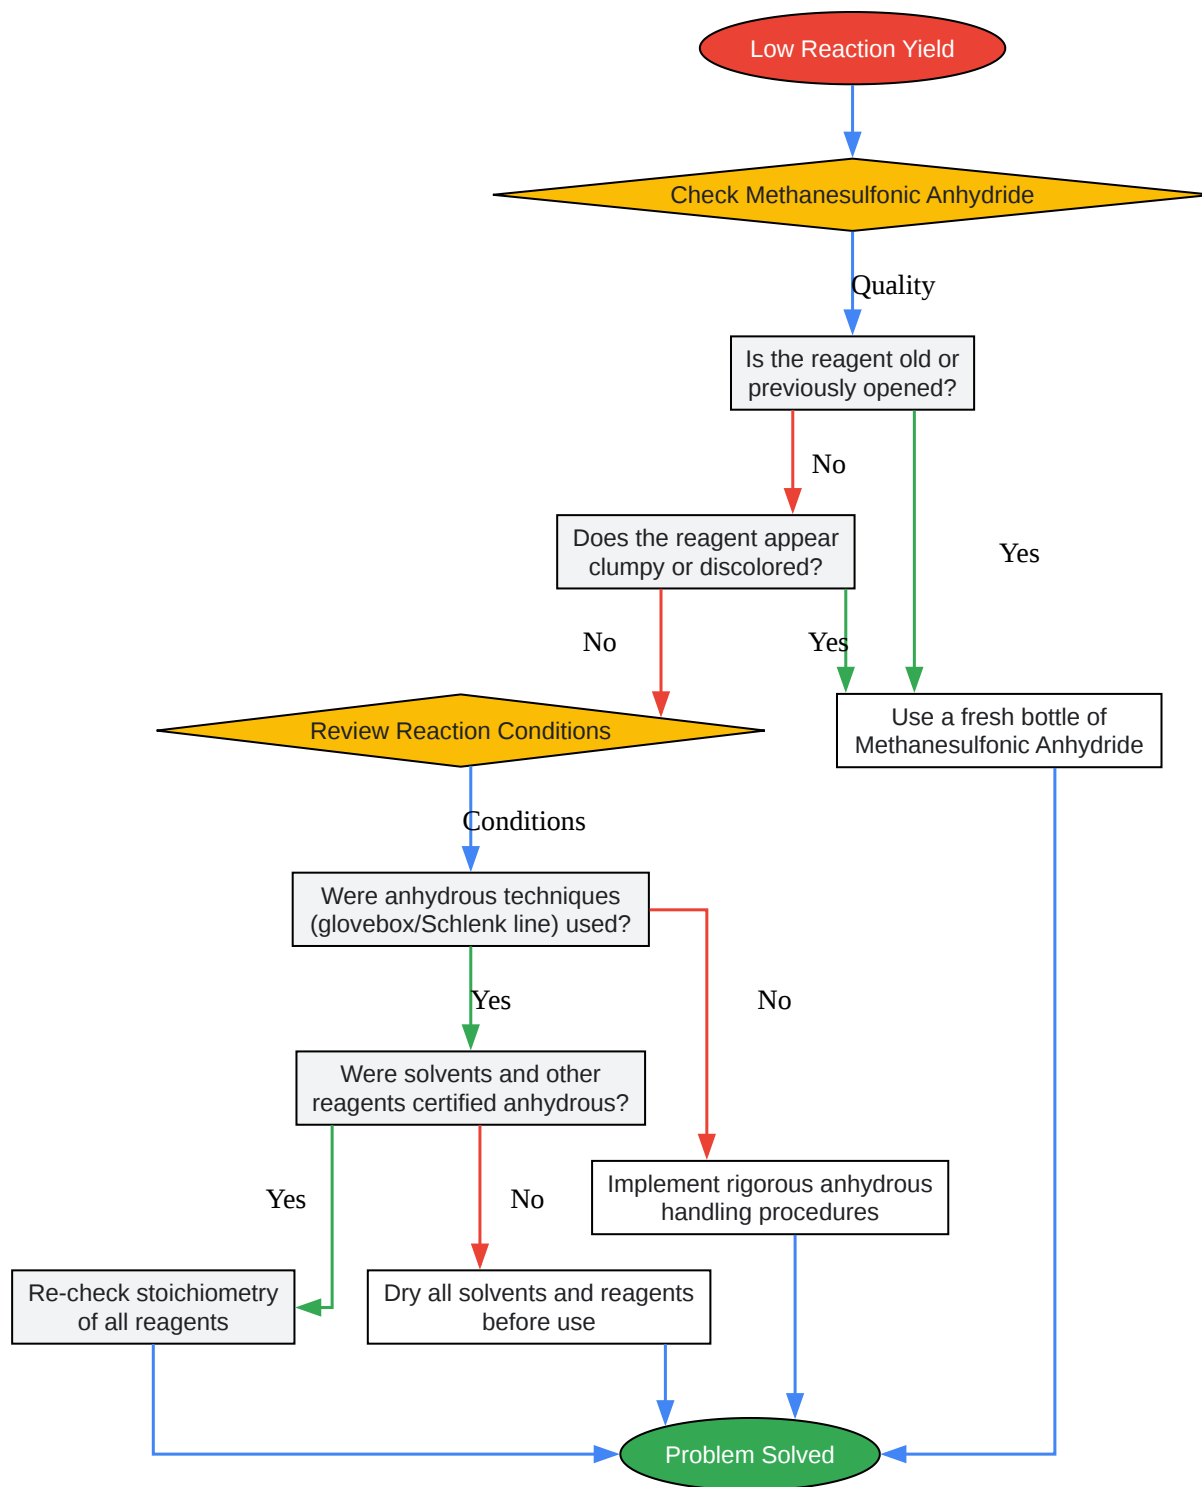 Low Reaction Yield
Check Methanesulfonic Anhydride
Quality
Is the reagent old or
previously opened?
No
Does the reagent appear
clumpy or discolored?
Yes
No
Yes
Review Reaction Conditions
Use a fresh bottle of
Methanesulfonic Anhydride
Conditions
Were anhydrous techniques
(glovebox/Schlenk line) used?
Yes
No
Were solvents and other
reagents certified anhydrous?
Yes
No
Implement rigorous anhydrous
handling procedures
Re-check stoichiometry
of all reagents
Dry all solvents and reagents
before use
Problem Solved